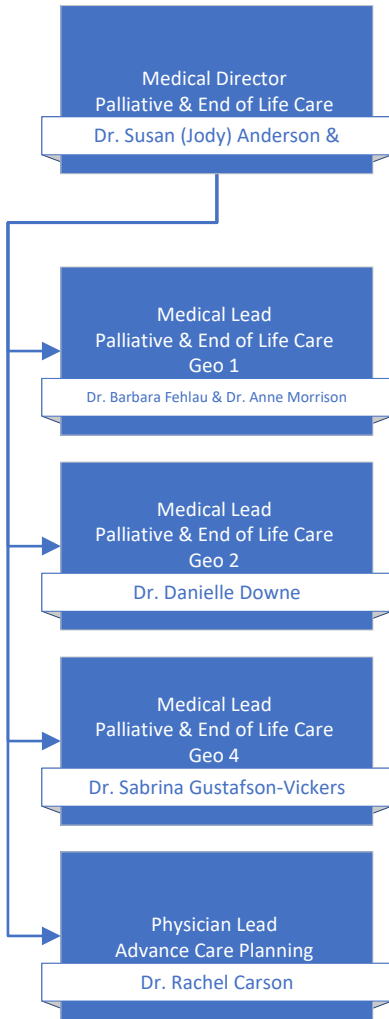 Medical Director
Palliative & End of Life Care
Dr. Susan (Jody) Anderson &
Medical Lead
Palliative & End of Life Care
Geo 1
Dr. Barbara Fehlau & Dr. Anne Morrison
Medical Lead
Palliative & End of Life Care
Geo 2
Dr. Danielle Downe
Medical Lead
Palliative & End of Life Care
Geo 4
Dr. Sabrina Gustafson-Vickers
Physician Lead
Advance Care Planning
Dr. Rachel Carson